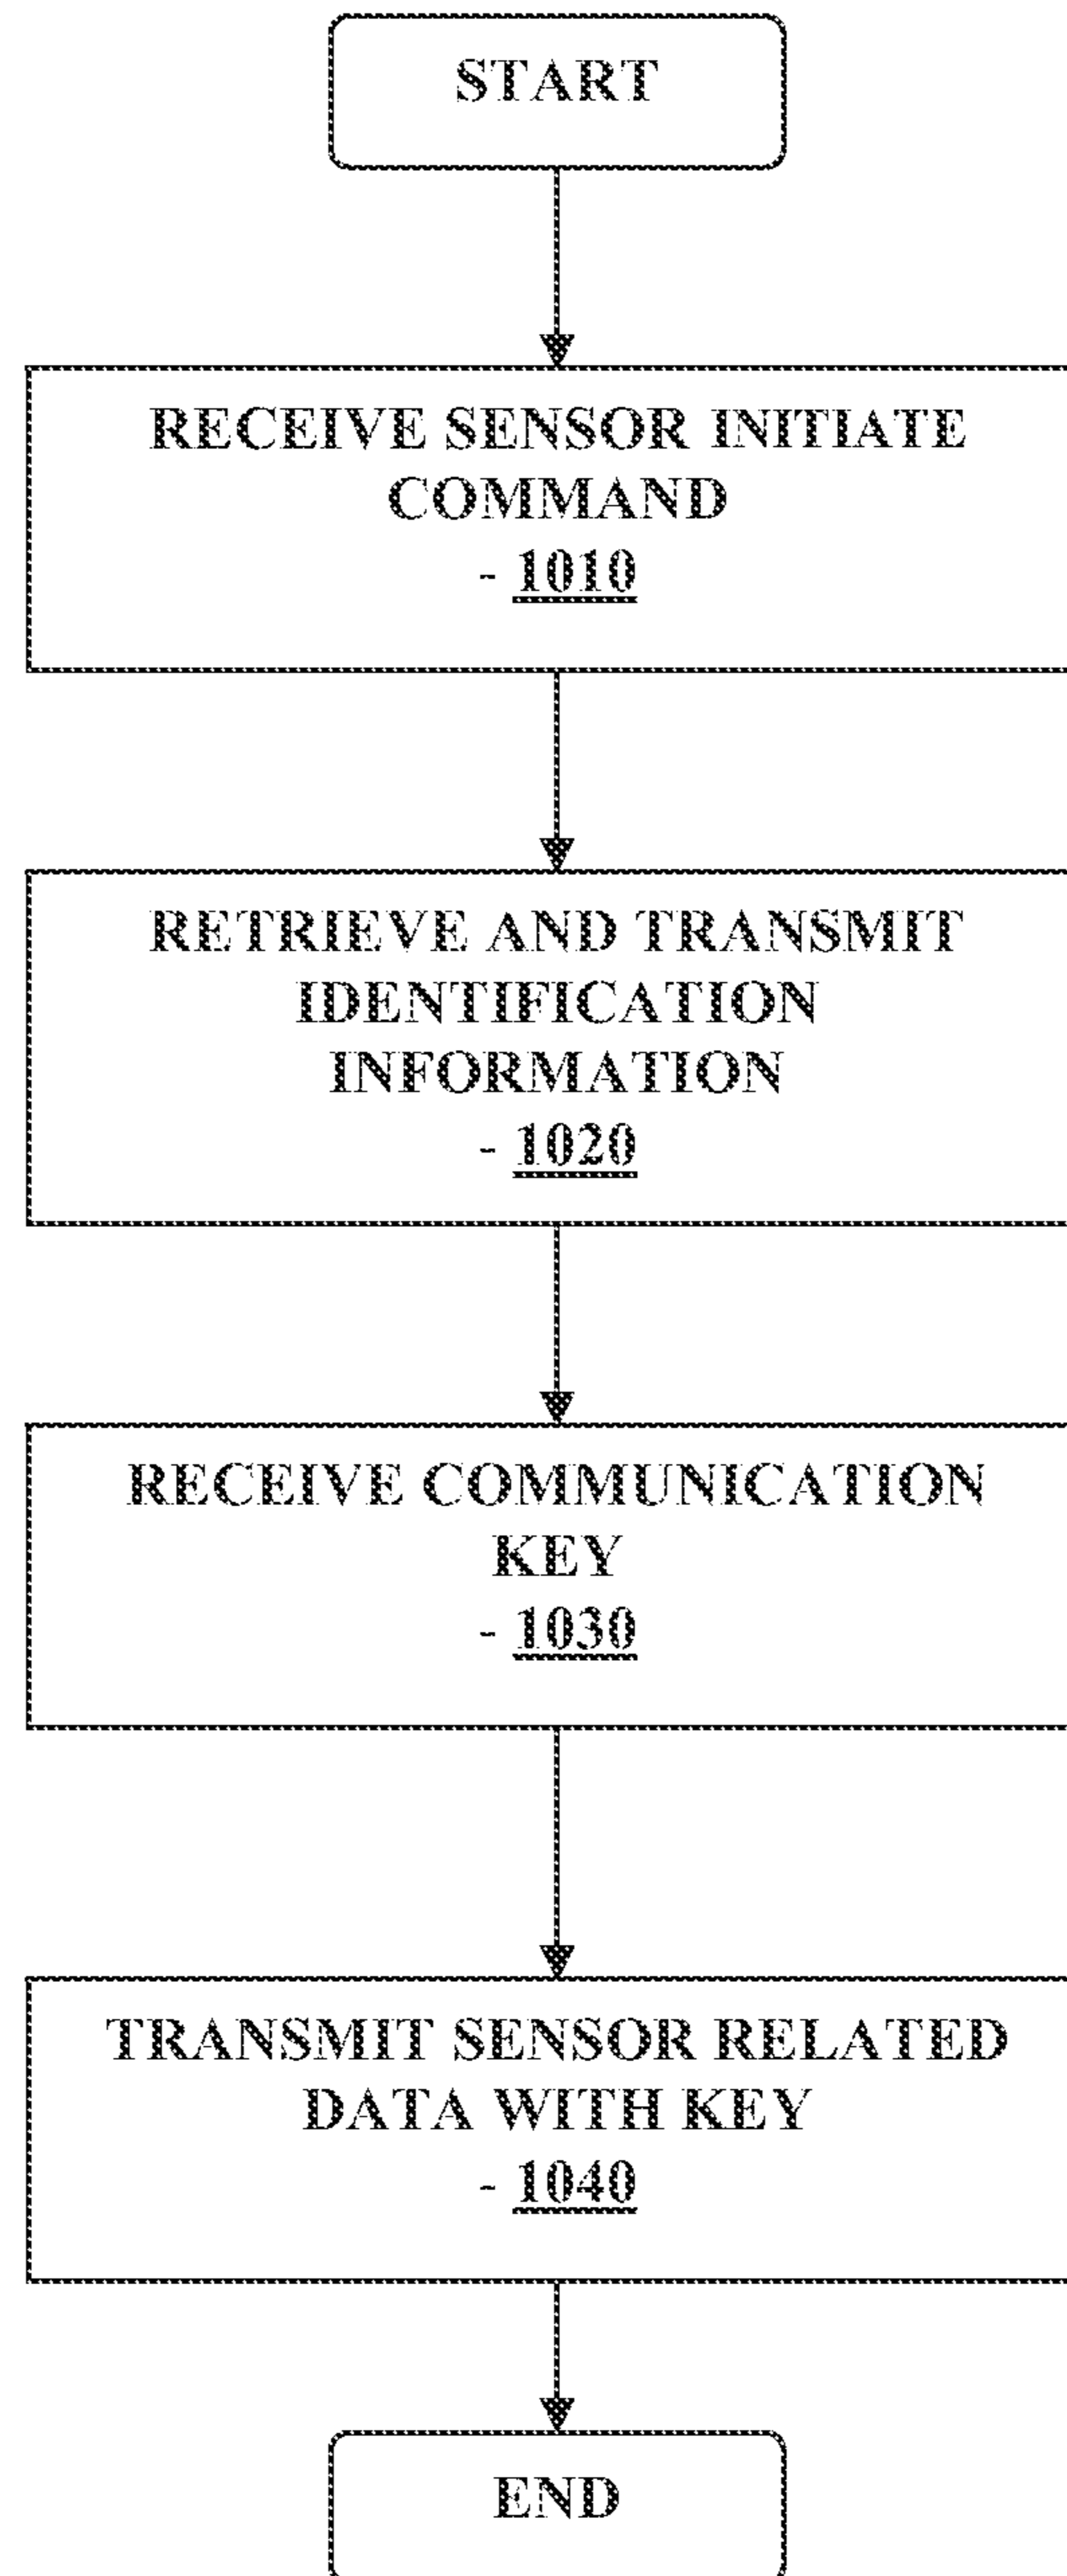 START
RECEIVE SENSOR INITIATE
COMMAND
- 1010
RETRIEVE AND TRANSMIT
IDENTIFICATION
INFORMATION
- 1020
RECEIVE COMMUNICATION
KEY
- 1030
TRANSMIT SENSOR RELATED
DATA WITH KEY
- 1040
END